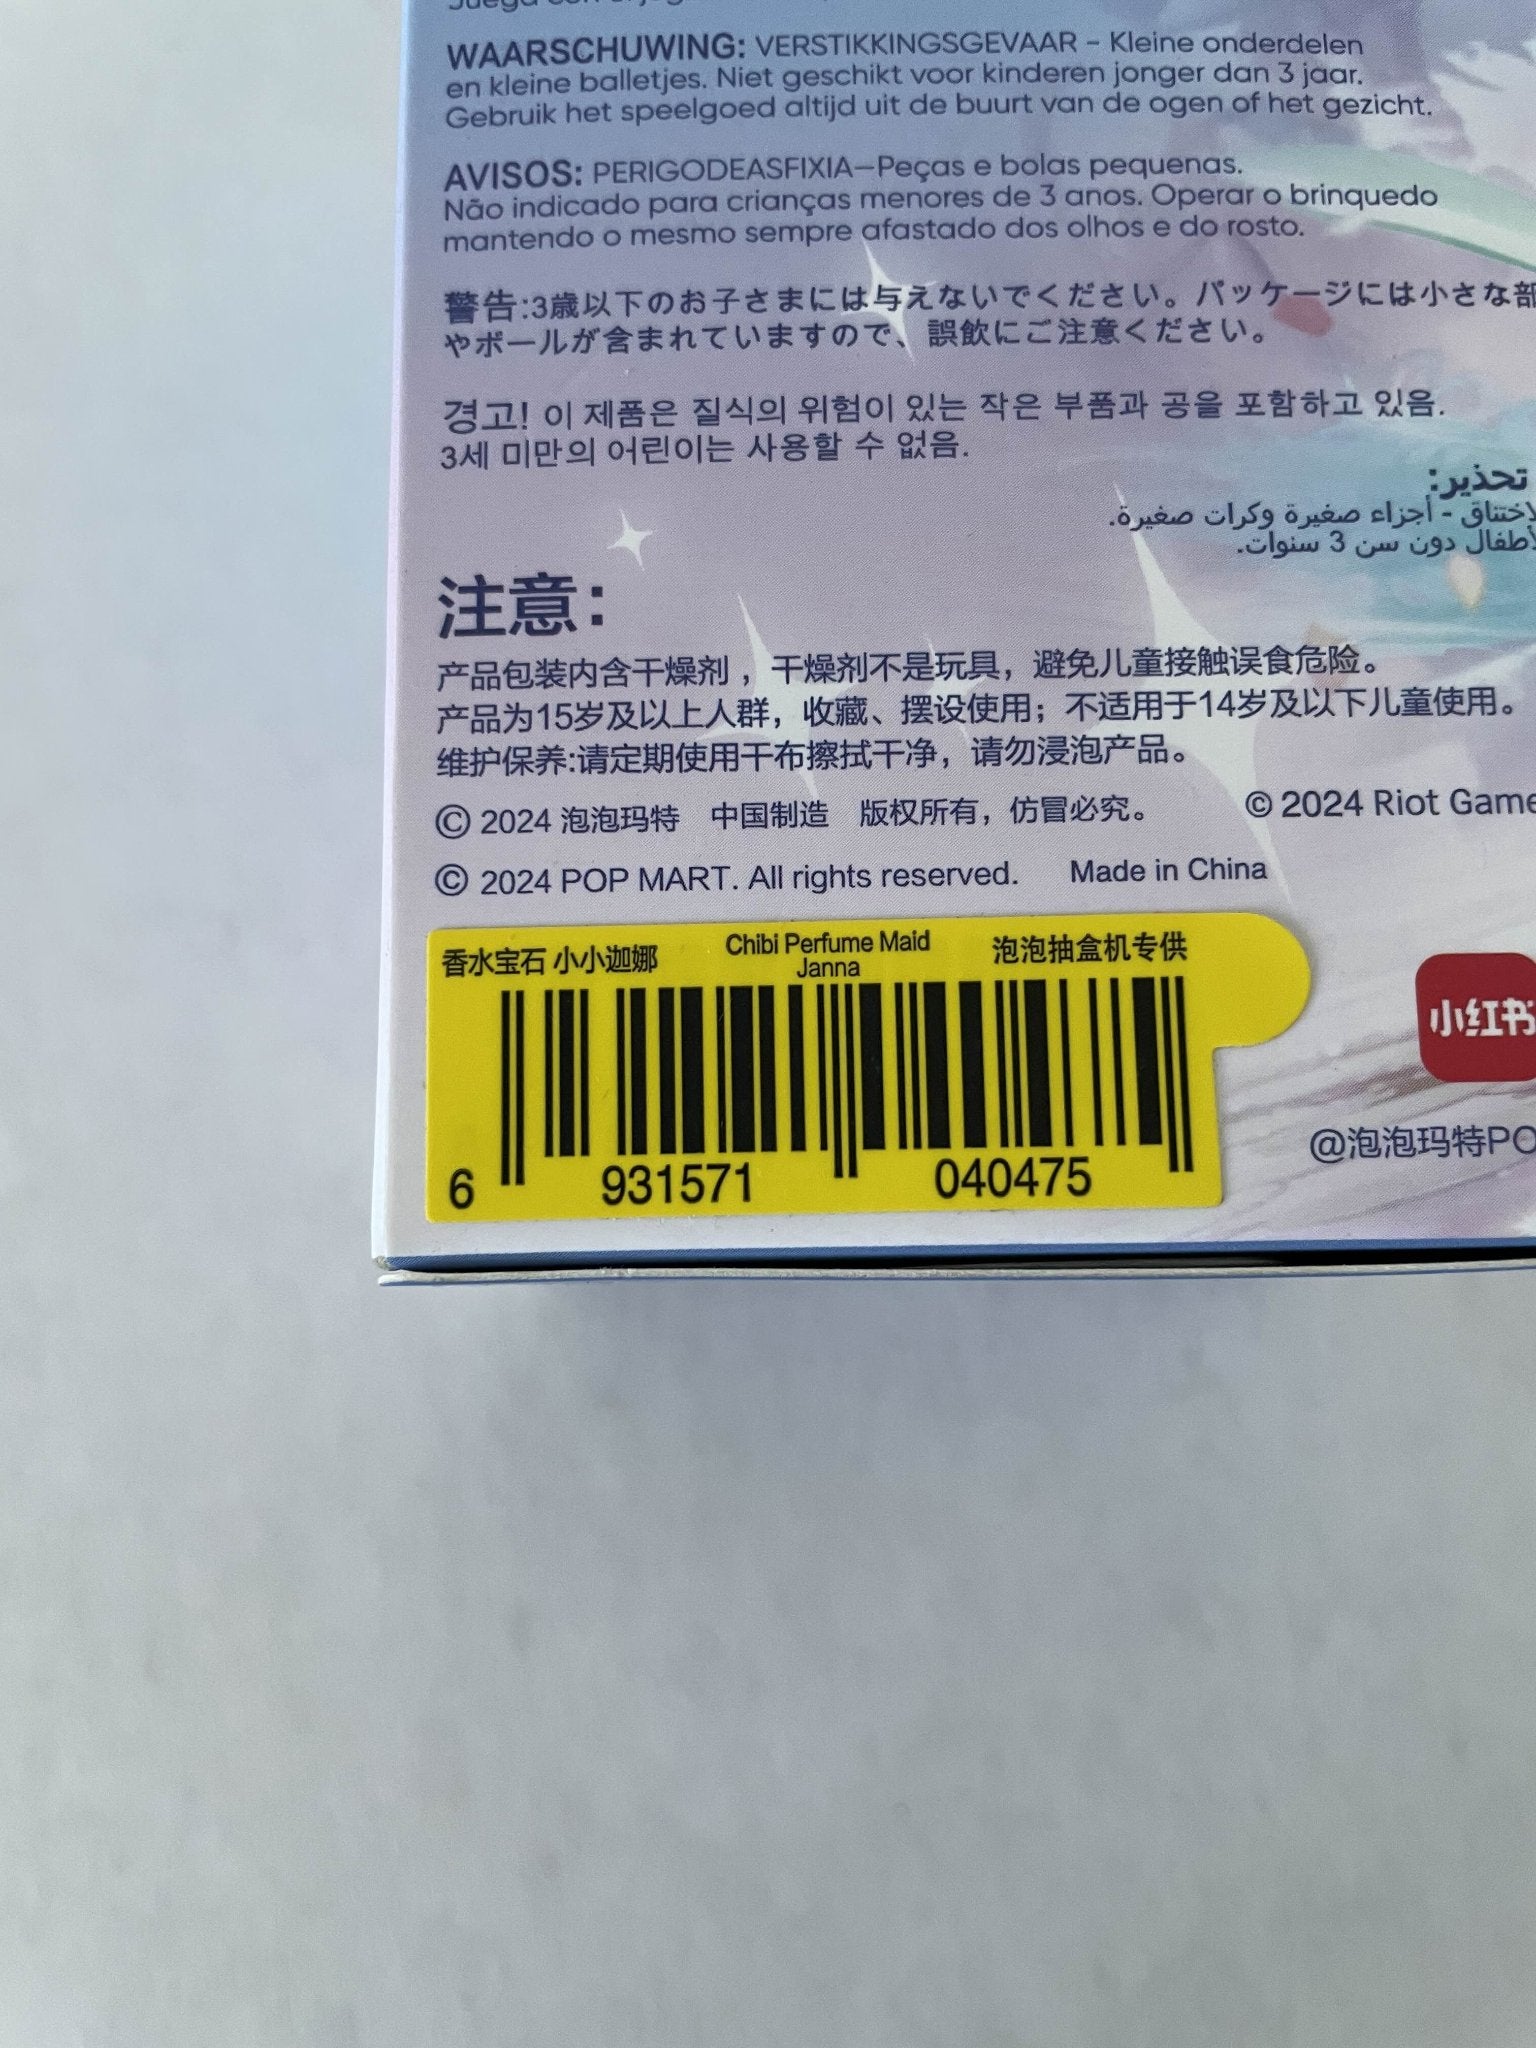 WAARSCHUWING: VERSTIKKINGSGEVAAR - Kleine onderdelen
en kleine balletjes. Niet geschikt voor kinderen jonger dan 3 jaar.
Gebruik het speelgoed altijd uit de buurt van de ogen of het gezicht.
AVISOS: PERIGODEASFIXIA—Peças e bolas pequenas.
Não indicado para crianças menores de 3 anos. Operar o brinquedo
mantendo o mesmo sempre afastado dos olhos e do rosto.
警告:3歳以下のお子さまには与えないでください。パッケージには小さな部
やボールが含まれていますので、誤飲にご注意ください。
경고! 이 제품은 질식의 위험이 있는 작은 부품과 공을 포함하고 있음.
3세 미만의 어린이는 사용할 수 없음.
تحذير:
- أجزاء صغيرة وكرات صغيرة.
دون سن 3 سنوات.
注意:
产品包装内含干燥剂，干燥剂不是玩具，避免儿童接触误食危险。
产品为15岁及以上人群，收藏、摆设使用；不适用于14岁及以下儿童使用。
维护保养:请定期使用干布擦拭干净，请勿浸泡产品。
© 2024 泡泡玛特 中国制造 版权所有，仿冒必究。 © 2024 Riot Game
© 2024 POP MART. All rights reserved. Made in China
香水宝石 小小迦娜 Chibi Perfume Maid Janna 泡泡抽盒机专供
6 931571 040475
小红书
@泡泡玛特PO